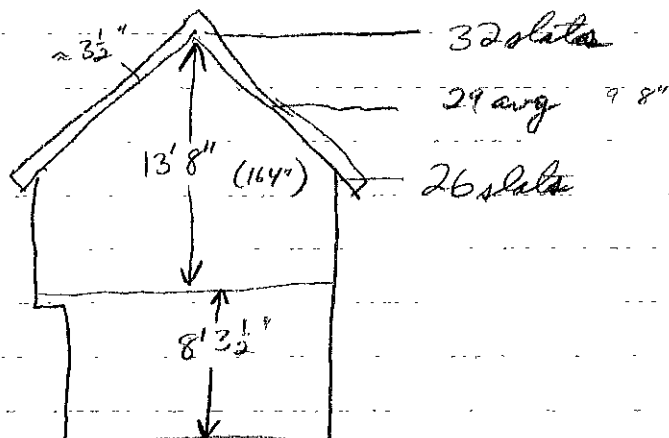 ≈ 3½" 32 slats
29 avg 9 8"
13' 8" (164") 26 slats
8' 3½"